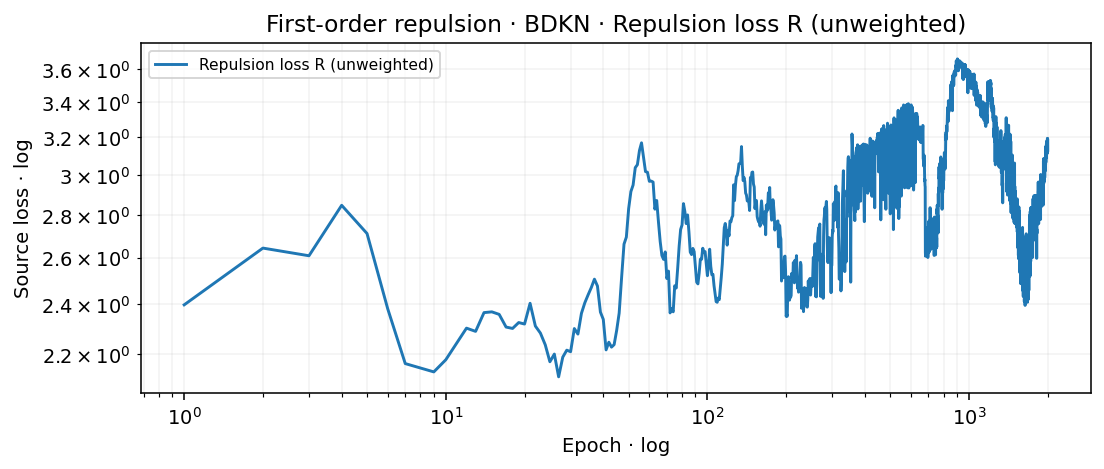 First-order repulsion · BDKN · Repulsion loss R (unweighted)
Repulsion loss R (unweighted)
Source loss · log
3.6 × 10⁰
3.4 × 10⁰
3.2 × 10⁰
3 × 10⁰
2.8 × 10⁰
2.6 × 10⁰
2.4 × 10⁰
2.2 × 10⁰
10⁰ 10¹ 10² 10³
Epoch · log